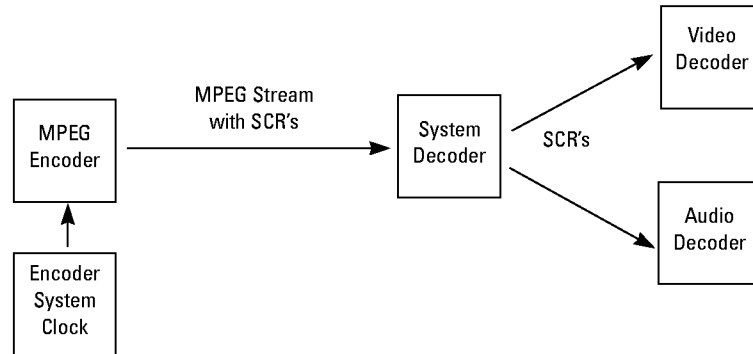 MPEG
Encoder
Encoder
System
Clock
MPEG Stream
with SCR's
System
Decoder
SCR's
Video
Decoder
Audio
Decoder